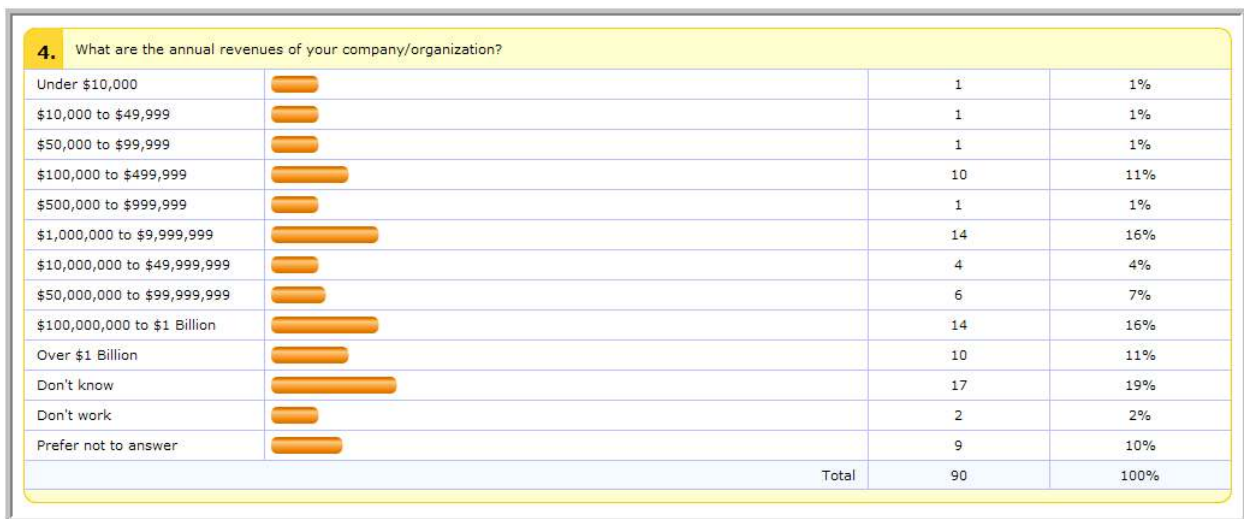 4. What are the annual revenues of your company/organization?
Under $10,000 1 1%
$10,000 to $49,999 1 1%
$50,000 to $99,999 1 1%
$100,000 to $499,999 10 11%
$500,000 to $999,999 1 1%
$1,000,000 to $9,999,999 14 16%
$10,000,000 to $49,999,999 4 4%
$50,000,000 to $99,999,999 6 7%
$100,000,000 to $1 Billion 14 16%
Over $1 Billion 10 11%
Don't know 17 19%
Don't work 2 2%
Prefer not to answer 9 10%
Total 90 100%